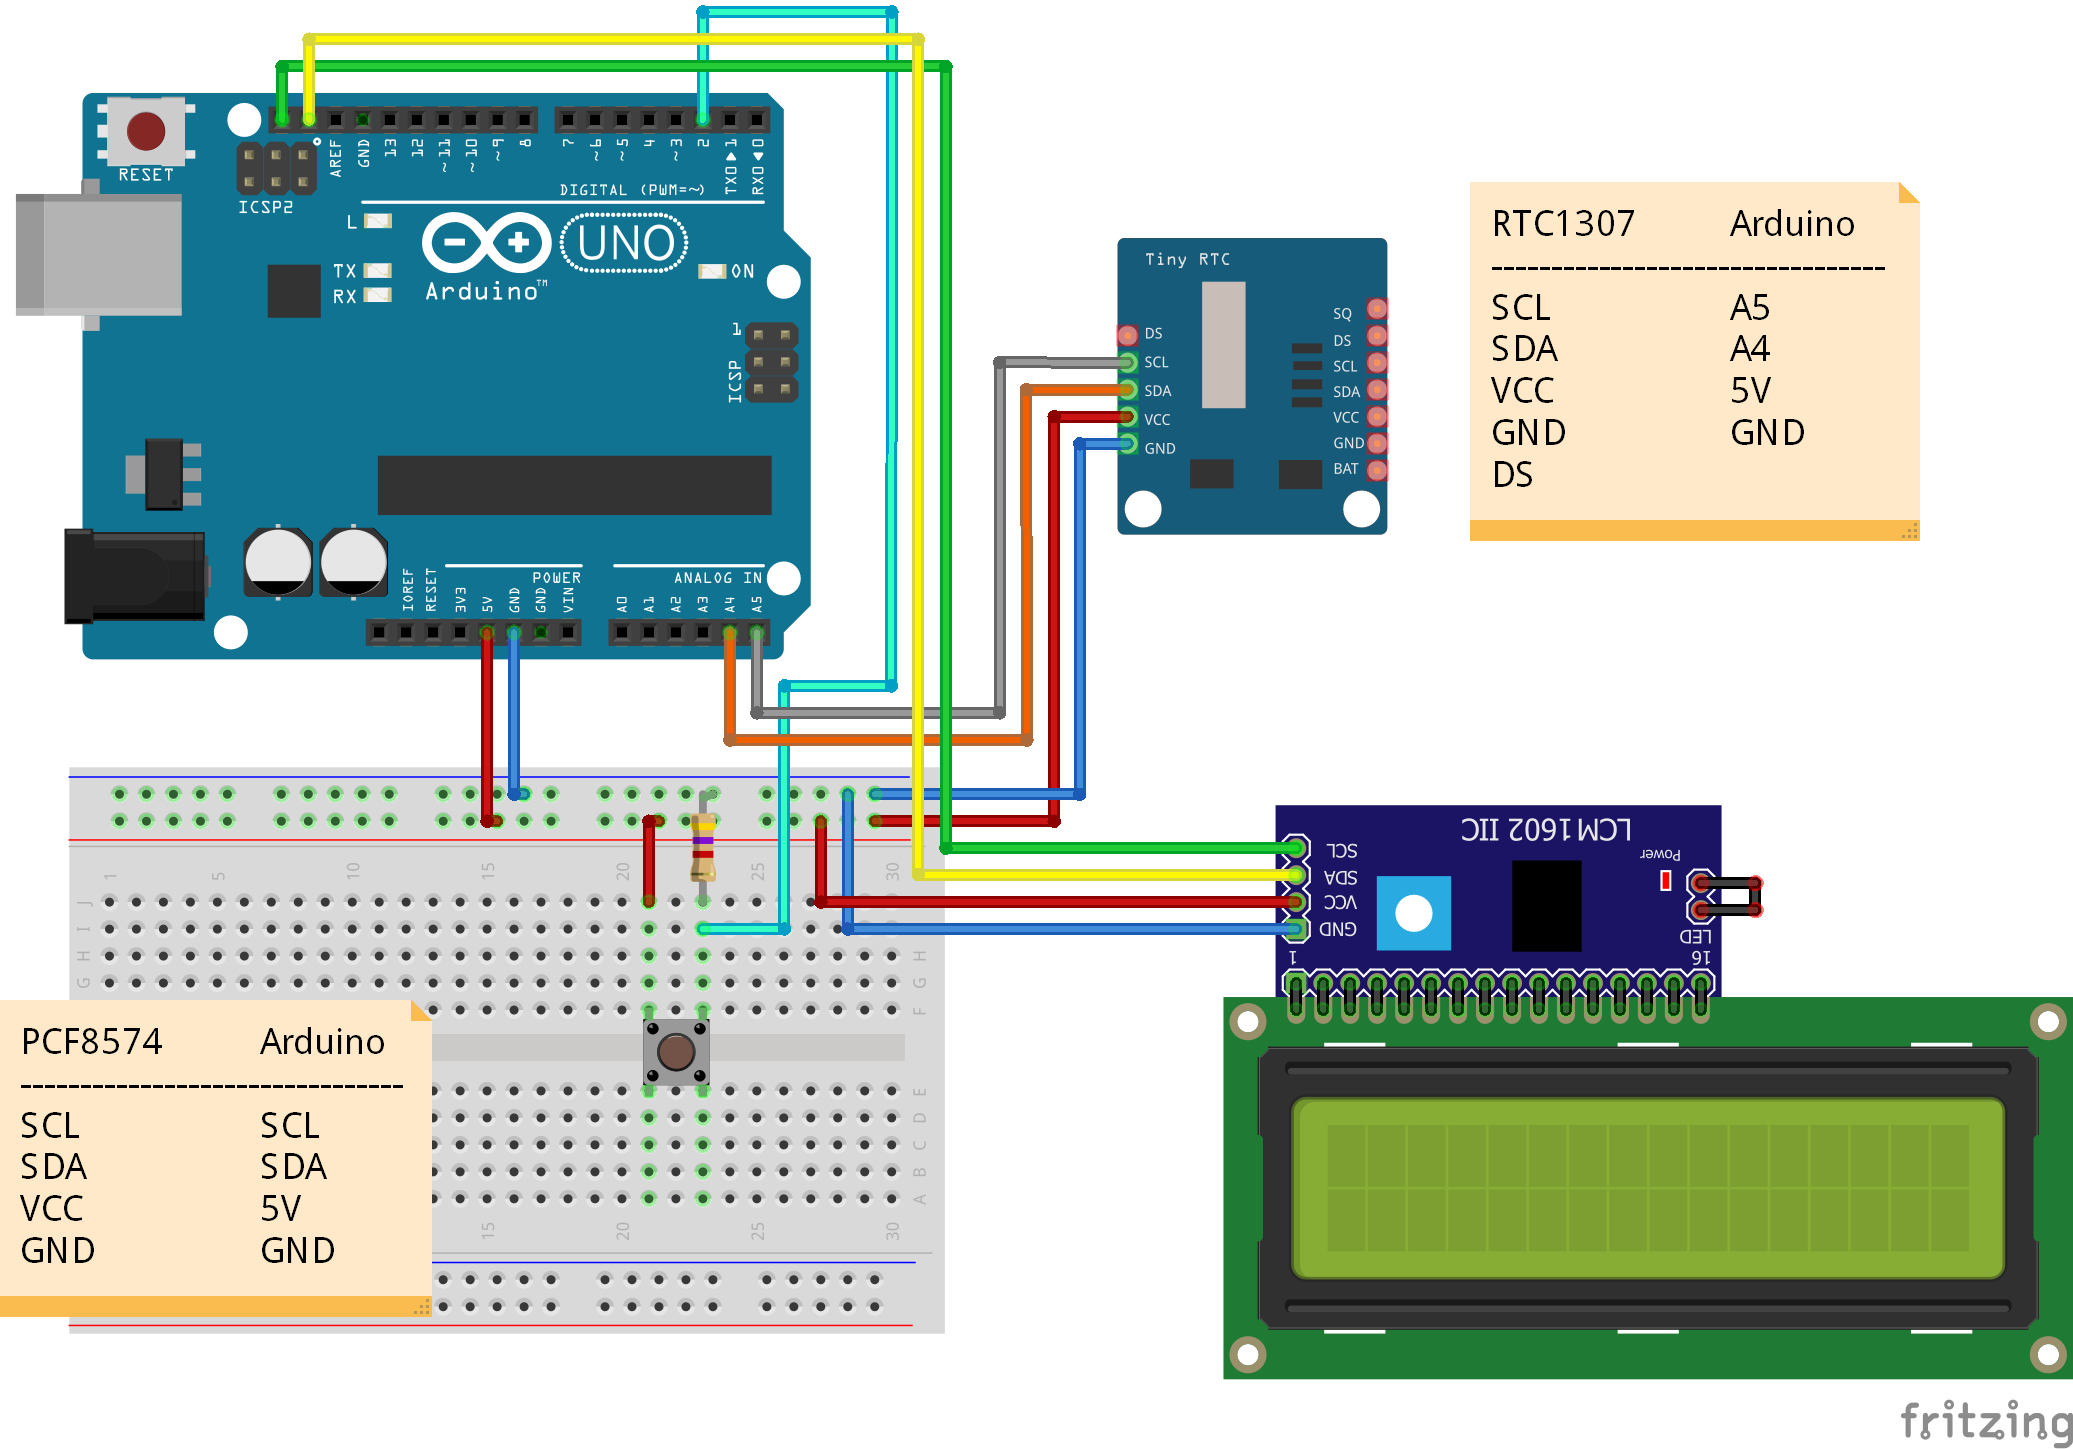 RESET
ICSP2
AREF
GND
13
12
~11
~10
~9
8
7
~6
~5
4
~3
2
TX0▶1
RX0◀0
DIGITAL (PWM=~)
L
TX
RX
UNO
Arduino™
ON
1
ICSP
IOREF
RESET
3V3
5V
GND
GND
VIN
POWER
ANALOG IN
A0
A1
A2
A3
A4
A5
Tiny RTC
DS
SCL
SDA
VCC
GND
SQ
DS
SCL
SDA
VCC
GND
BAT
RTC1307 Arduino
---------------------------------
SCL A5
SDA A4
VCC 5V
GND GND
DS
1 5 10 15 20 25 30
J
I
H H
G G
F
E
D
C
B
A
15 20 25 30
PCF8574 Arduino
--------------------------------
SCL SCL
SDA SDA
VCC 5V
GND GND
LCM1602 IIC
SCL
SDA
VCC
GND
Power
LED
1 16
fritzing